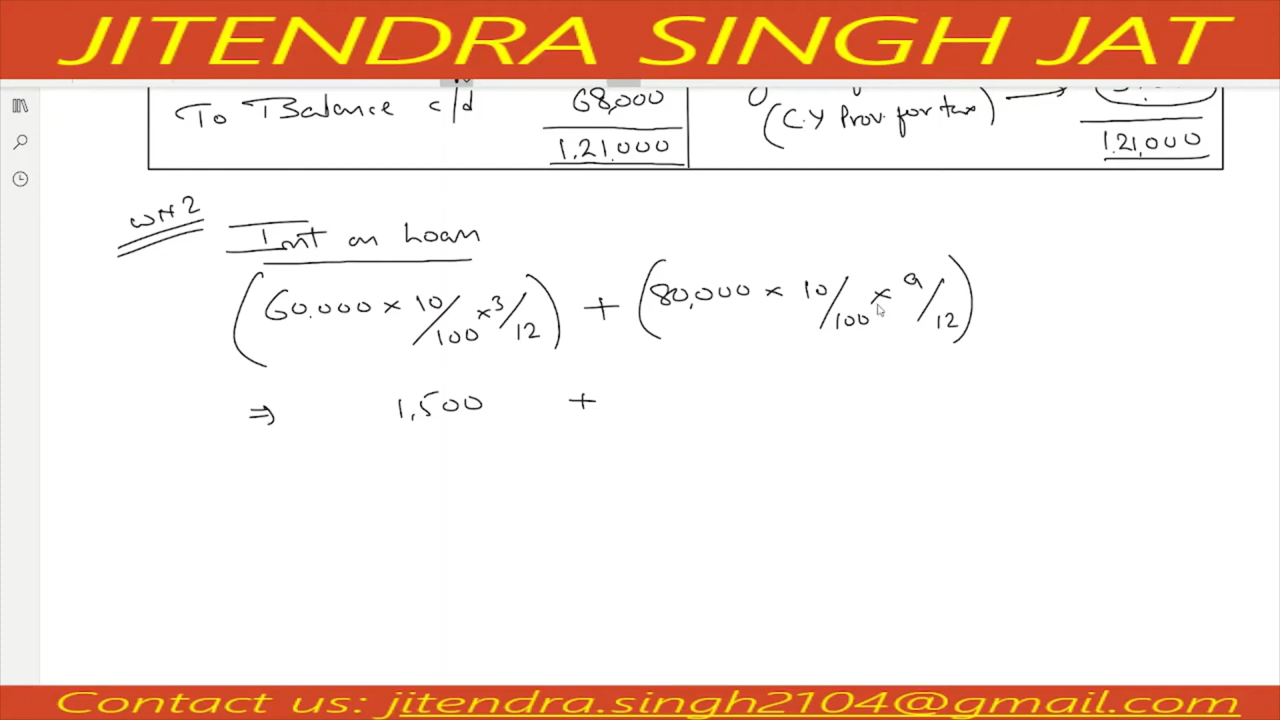 JITENDRA SINGH JAT
To Balance c/d 68,000
1,21,000
(C.Y Prov. for tax) →
1,21,000
WN 2
Int on Loan
(60,000 × 10/100 × 3/12) + (80,000 × 10/100 × 9/12)
⇒ 1,500 +
Contact us: jitendra.singh2104@gmail.com